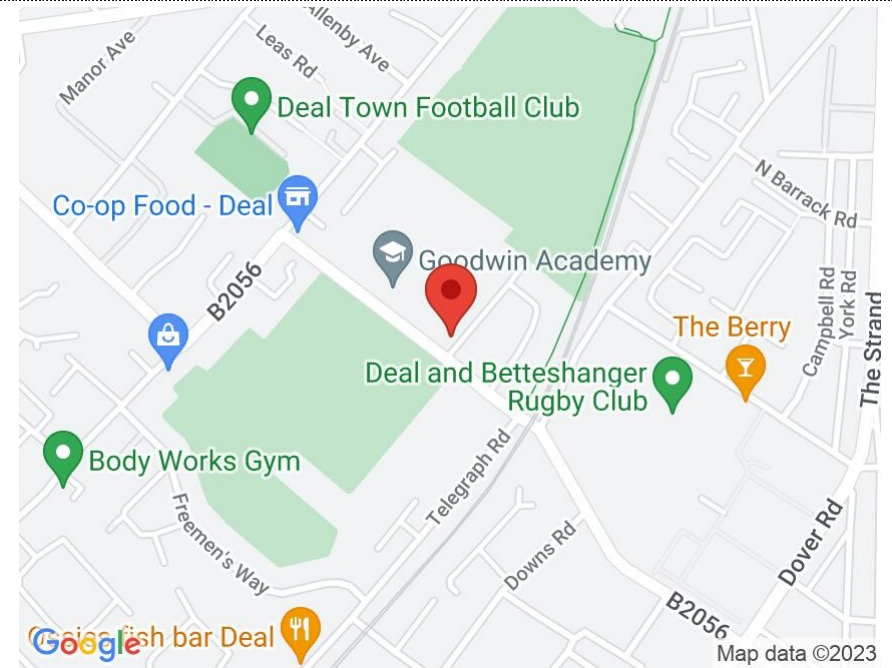 Allenby Ave
Leas Rd
Manor Ave
Deal Town Football Club
Co-op Food - Deal
N Barrack Rd
Goodwin Academy
B2056
Campbell Rd
York Rd
The Strand
The Berry
Deal and Betteshanger
Rugby Club
Body Works Gym
Telegraph Rd
Freemen's Way
Downs Rd
Dover Rd
B2056
fish bar Deal
Google
Map data ©2023